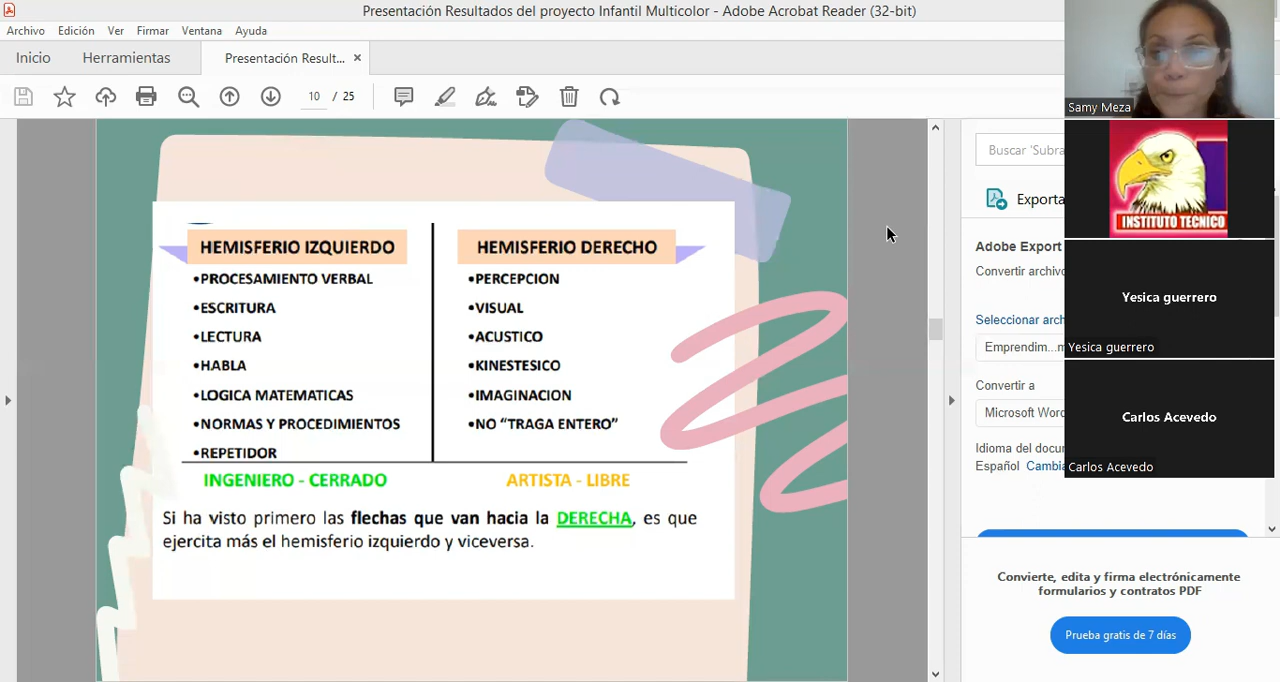 Presentación Resultados del proyecto Infantil Multicolor - Adobe Acrobat Reader (32-bit)
Archivo Edición Ver Firmar Ventana Ayuda
Inicio Herramientas Presentación Result... ×
10 / 25
HEMISFERIO IZQUIERDO
•PROCESAMIENTO VERBAL
•ESCRITURA
•LECTURA
•HABLA
•LOGICA MATEMATICAS
•NORMAS Y PROCEDIMIENTOS
•REPETIDOR
INGENIERO - CERRADO
HEMISFERIO DERECHO
•PERCEPCION
•VISUAL
•ACUSTICO
•KINESTESICO
•IMAGINACION
•NO “TRAGA ENTERO”
ARTISTA - LIBRE
Si ha visto primero las flechas que van hacia la DERECHA, es que
ejercita más el hemisferio izquierdo y viceversa.
Buscar 'Subra
Exporta
Adobe Export
Convertir archivo
Seleccionar arch
Emprendim...m
Convertir a
Microsoft Word
Idioma del docum
Español Cambia
Convierte, edita y firma electrónicamente
formularios y contratos PDF
Prueba gratis de 7 días
Samy Meza
INSTITUTO TECNICO
Yesica guerrero
Yesica guerrero
Carlos Acevedo
Carlos Acevedo